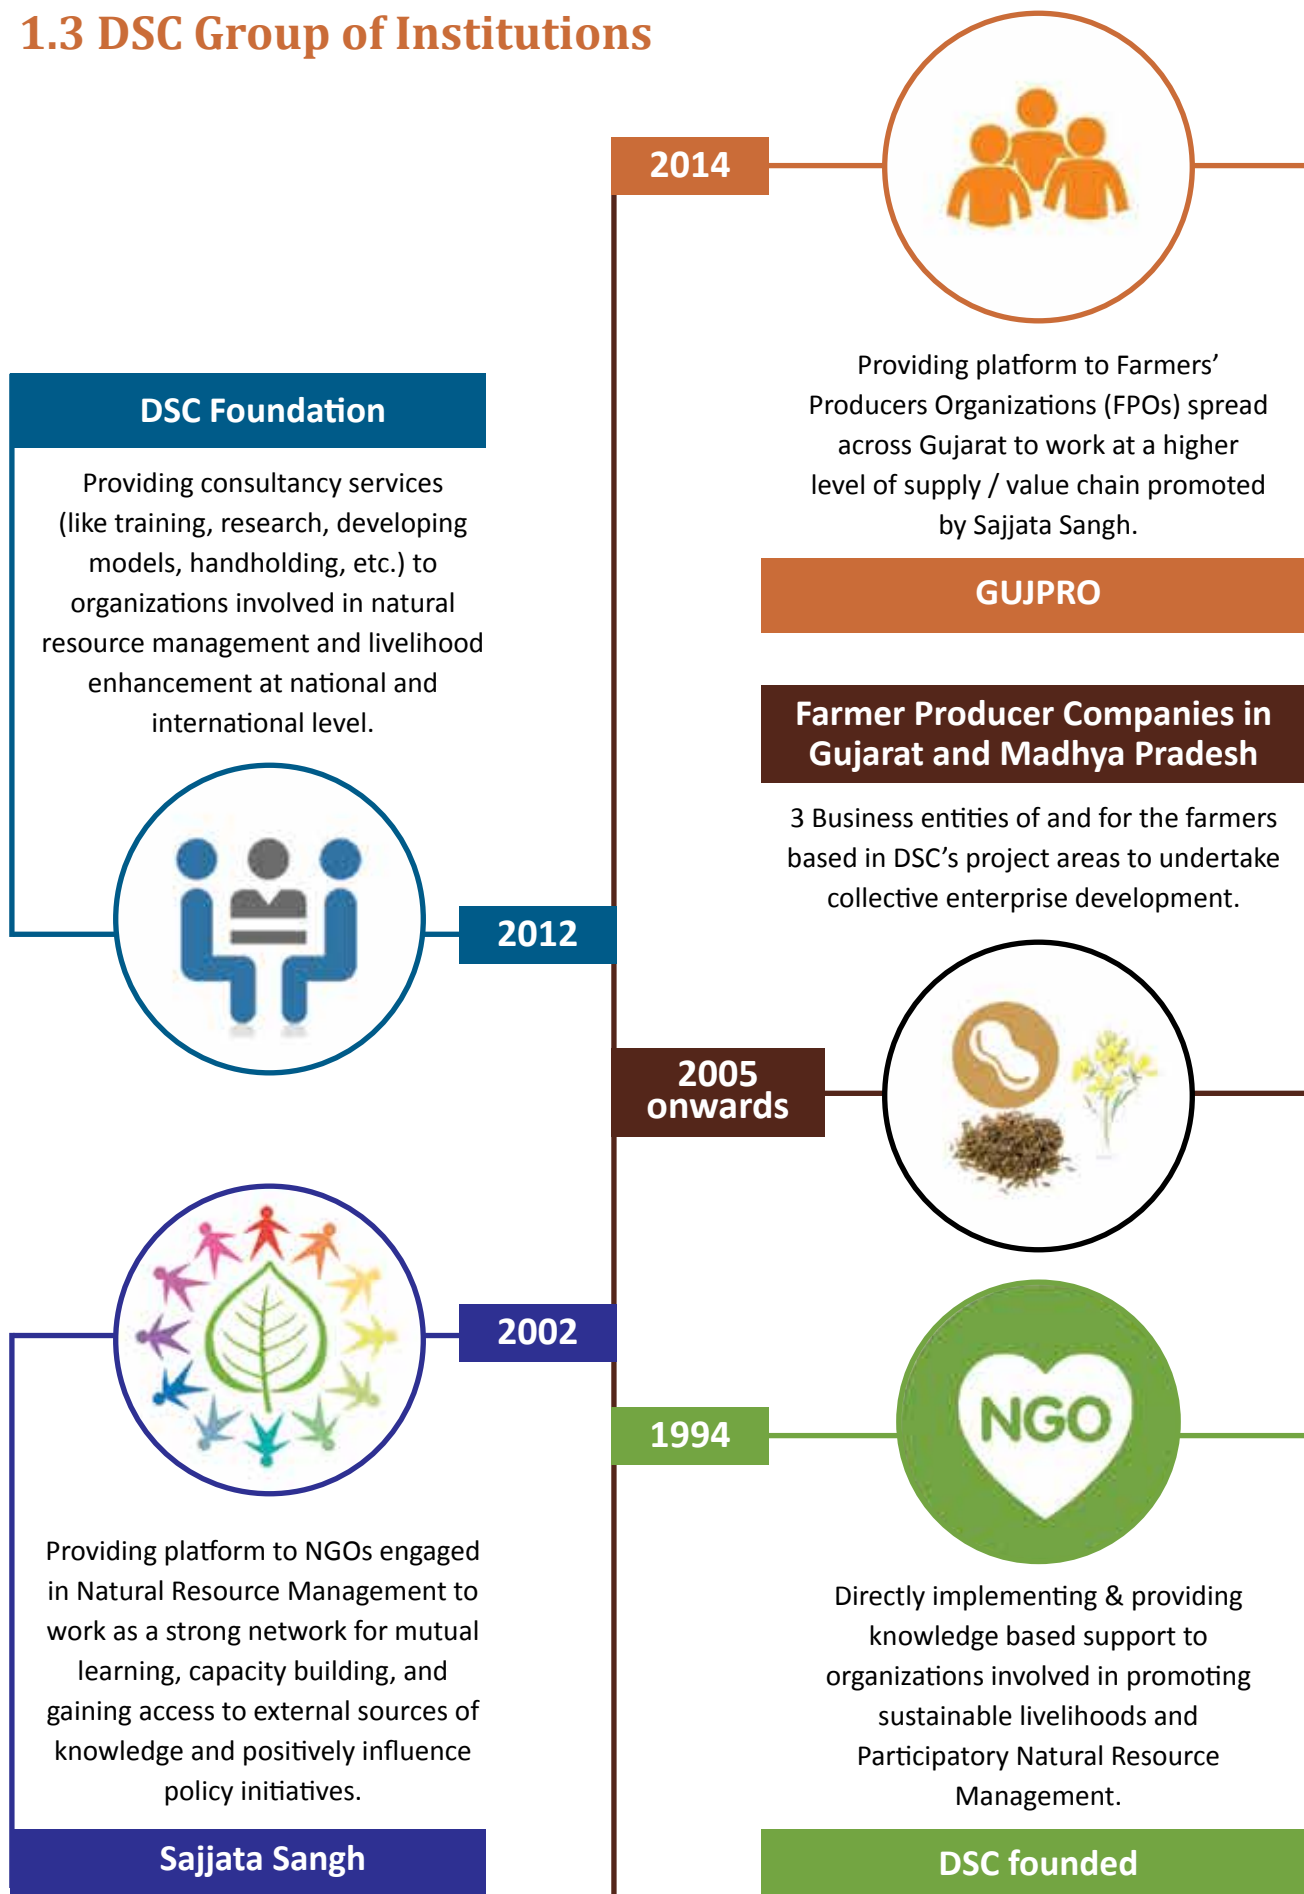 1.3 DSC Group of Institutions
2014
Providing platform to Farmers’
Producers Organizations (FPOs) spread
across Gujarat to work at a higher
level of supply / value chain promoted
by Sajjata Sangh.
GUJPRO
DSC Foundation
Providing consultancy services
(like training, research, developing
models, handholding, etc.) to
organizations involved in natural
resource management and livelihood
enhancement at national and
international level.
2012
Farmer Producer Companies in
Gujarat and Madhya Pradesh
3 Business entities of and for the farmers
based in DSC’s project areas to undertake
collective enterprise development.
2005
onwards
2002
Providing platform to NGOs engaged
in Natural Resource Management to
work as a strong network for mutual
learning, capacity building, and
gaining access to external sources of
knowledge and positively influence
policy initiatives.
Sajjata Sangh
1994
NGO
Directly implementing & providing
knowledge based support to
organizations involved in promoting
sustainable livelihoods and
Participatory Natural Resource
Management.
DSC founded